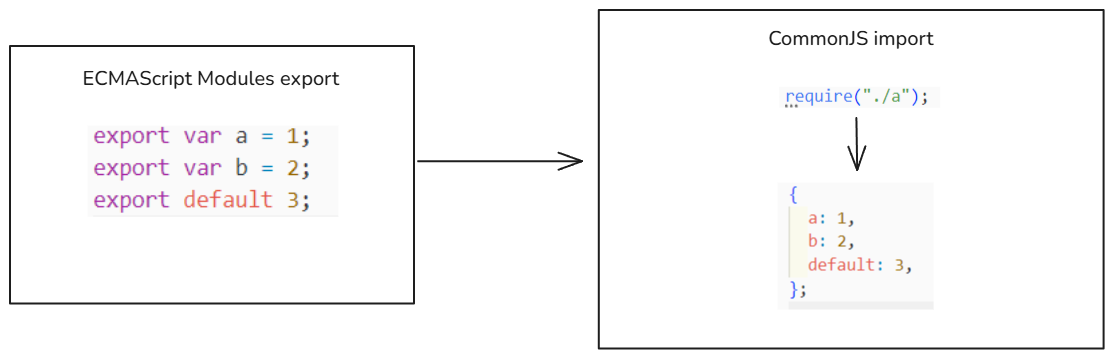 ECMAScript Modules export
export var a = 1;
export var b = 2;
export default 3;
CommonJS import
require("./a");
{
a: 1,
b: 2,
default: 3,
};